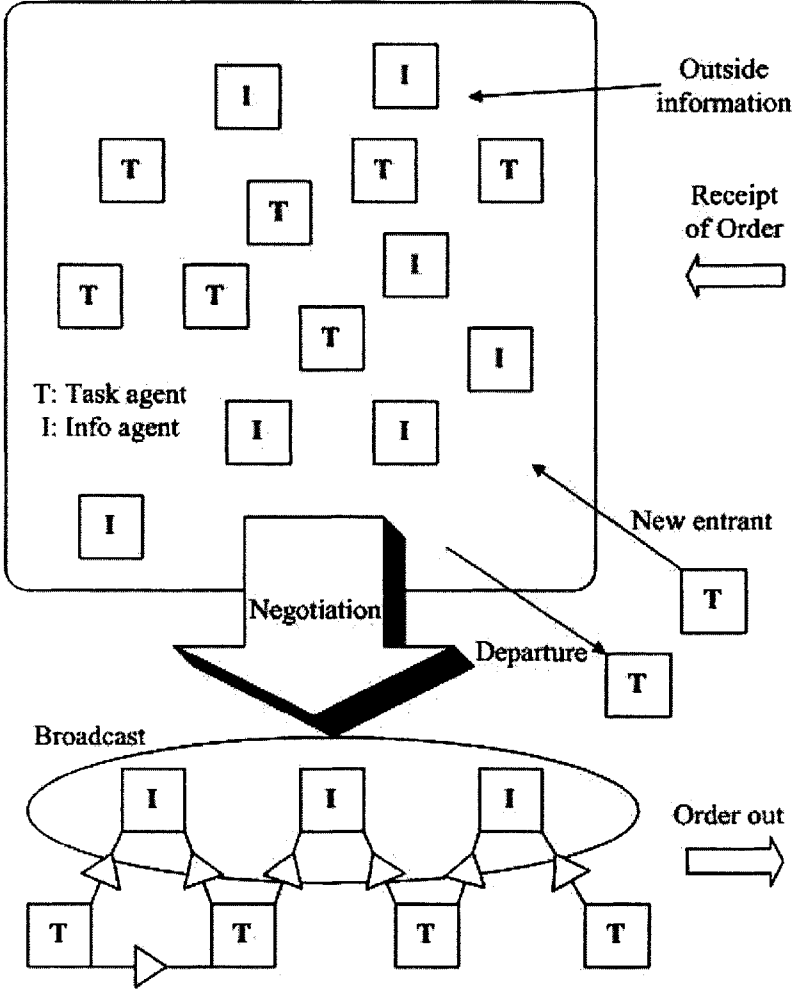 I
I
Outside
information
T
T
T
T
Receipt
of Order
I
T
T
T
I
T: Task agent
I: Info agent
I
I
I
New entrant
T
Negotiation
Departure
T
Broadcast
I
I
I
Order out
T
T
T
T